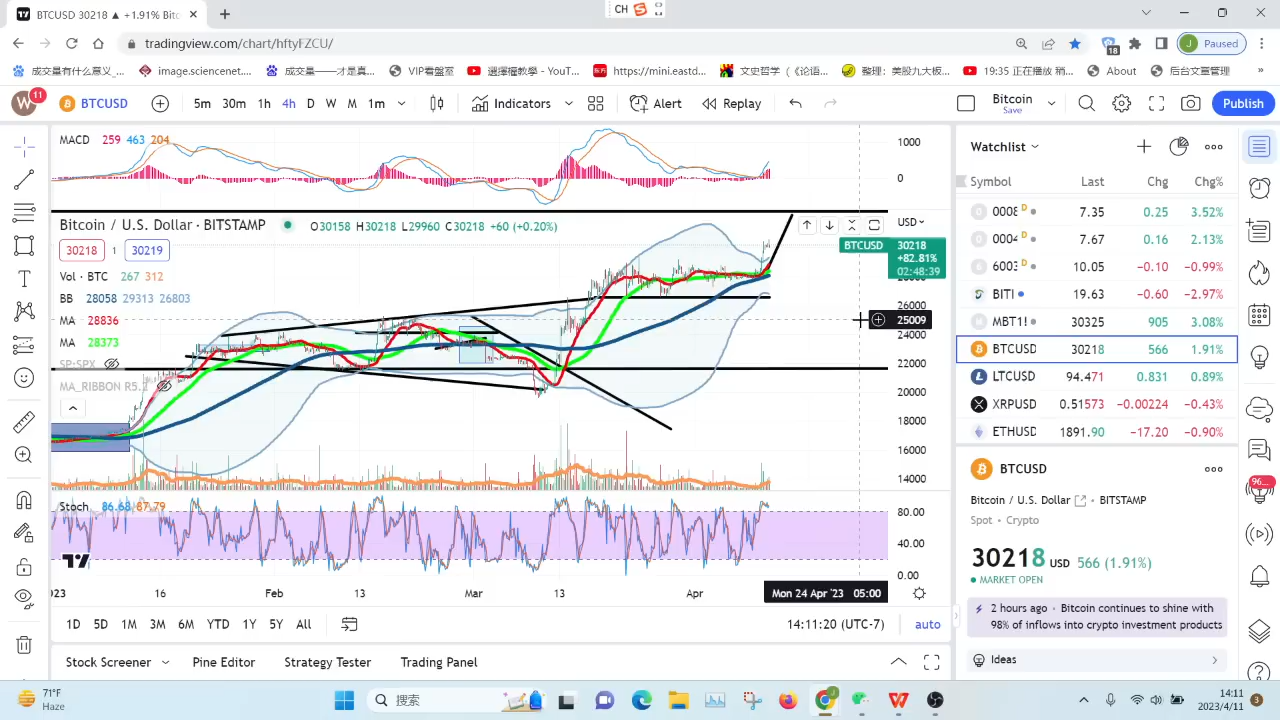 BTCUSD 30218 ▲ +1.91% Bitc
CH
tradingview.com/chart/hftyFZCU/
18
J Paused
成交量有什么意义_...
image.sciencenet....
成交量——才是真...
VIP看盤室
選擇權教學 - YouT...
https://mini.eastd...
文史哲学（《论语...
整理：美股九大板...
19:35 正在播放 稍...
About
后台文章管理
»
W 11
BTCUSD
5m 30m 1h 4h D W M 1m
Indicators
Alert
Replay
Bitcoin
Save
Publish
MACD 259 463 204
1000
0
Bitcoin / U.S. Dollar · BITSTAMP
O30158 H30218 L29960 C30218 +60 (+0.20%)
USD
30218 1 30219
BTCUSD 30218
+82.81%
02:48:39
Vol · BTC 267 312
BB 28058 29313 26803
MA 28836
MA 28373
SP:SPX
MA_RIBBON R5.2
26000
25009
24000
22000
20000
18000
16000
14000
Stoch 86.68 87.79
80.00
40.00
0.00
023 16 Feb 13 Mar 13 Apr
Mon 24 Apr '23 05:00
1D 5D 1M 3M 6M YTD 1Y 5Y All
14:11:20 (UTC-7)
auto
Stock Screener
Pine Editor
Strategy Tester
Trading Panel
Watchlist
Symbol Last Chg Chg%
0008 D 7.35 0.25 3.52%
0004 D 7.67 0.16 2.13%
6003 D 10.05 -0.10 -0.99%
BITI 19.63 -0.60 -2.97%
MBT1! 30325 905 3.08%
BTCUSD 30218 566 1.91%
LTCUSD 94.471 0.831 0.89%
XRPUSD 0.51573 -0.00224 -0.43%
ETHUSD 1891.90 -17.20 -0.90%
BTCUSD
Bitcoin / U.S. Dollar · BITSTAMP
Spot • Crypto
30218 USD 566 (1.91%)
MARKET OPEN
2 hours ago · Bitcoin continues to shine with
98% of inflows into crypto investment products
Ideas
96...
71°F
Haze
搜索
14:11
2023/4/11
3